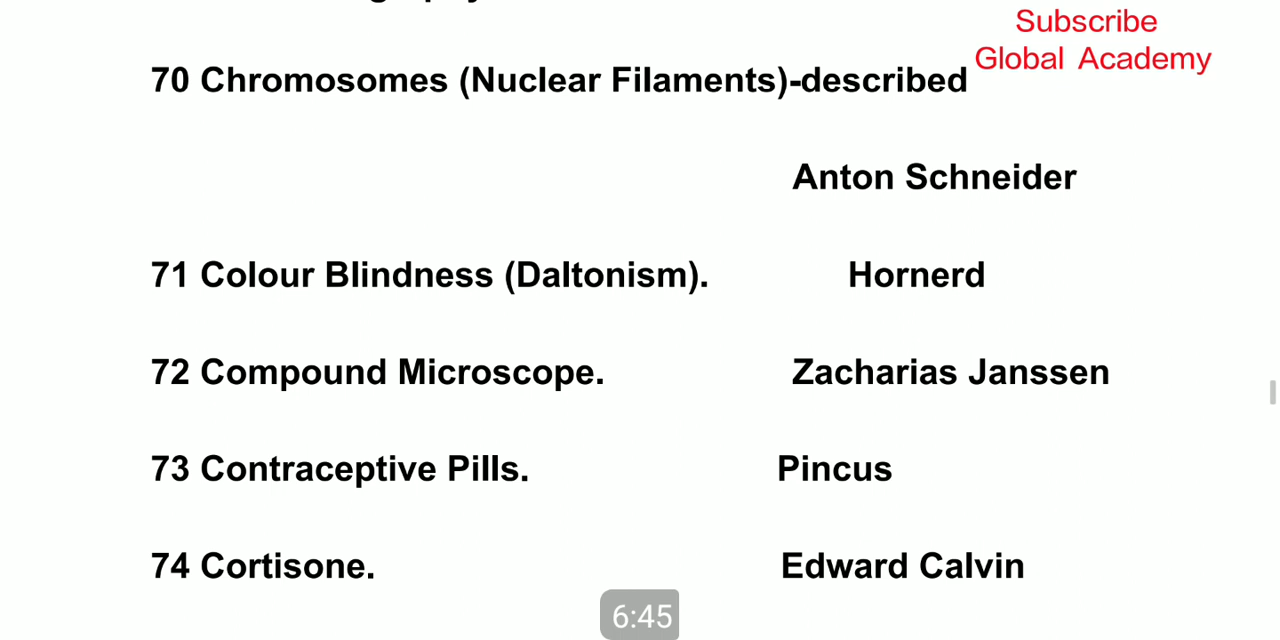 Subscribe
Global Academy
70 Chromosomes (Nuclear Filaments)-described
Anton Schneider
71 Colour Blindness (Daltonism). Hornerd
72 Compound Microscope. Zacharias Janssen
73 Contraceptive Pills. Pincus
74 Cortisone. Edward Calvin
6:45